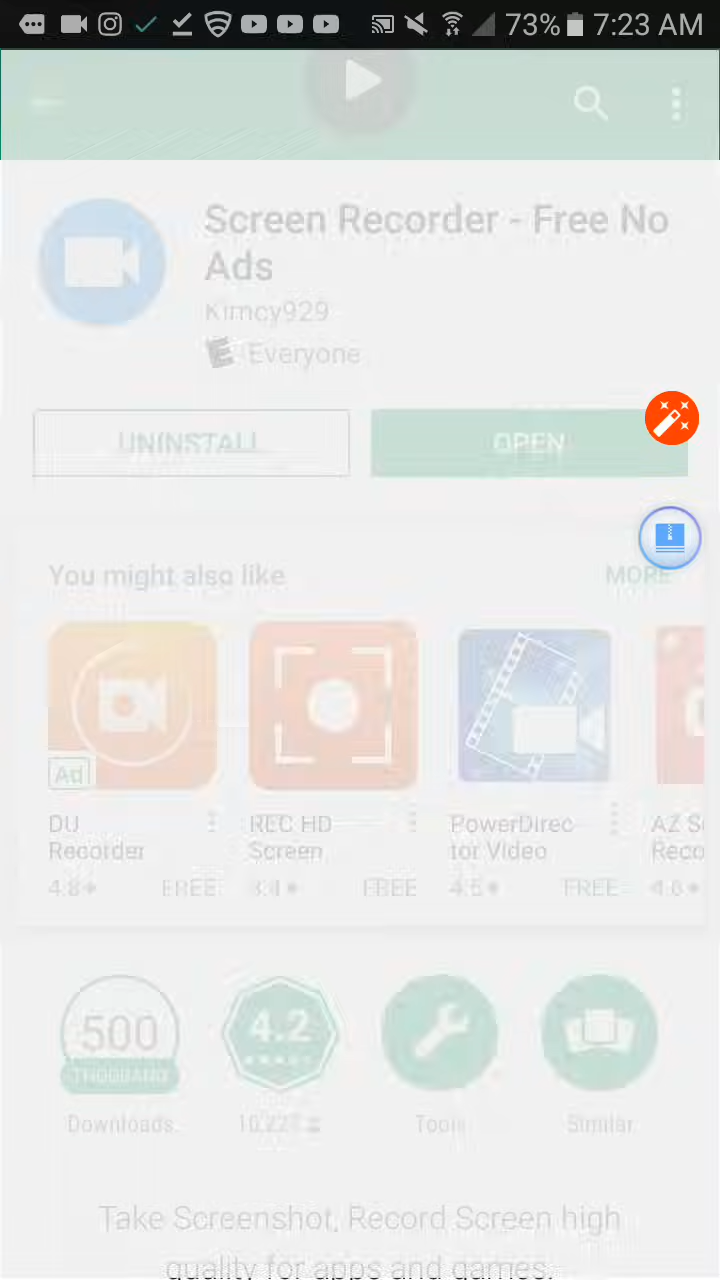 73% 7:23 AM
Screen Recorder - Free No
Ads
Kimcy929
E Everyone
UNINSTALL OPEN
You might also like MORE
Ad
DU REC HD PowerDirec
Recorder Screen tor Video
4.8 FREE FREE 4.5 FREE
500 4.2
THOUSAND
Downloads Tools Similar
Take Screenshot, Record Screen high
quality for apps and games.